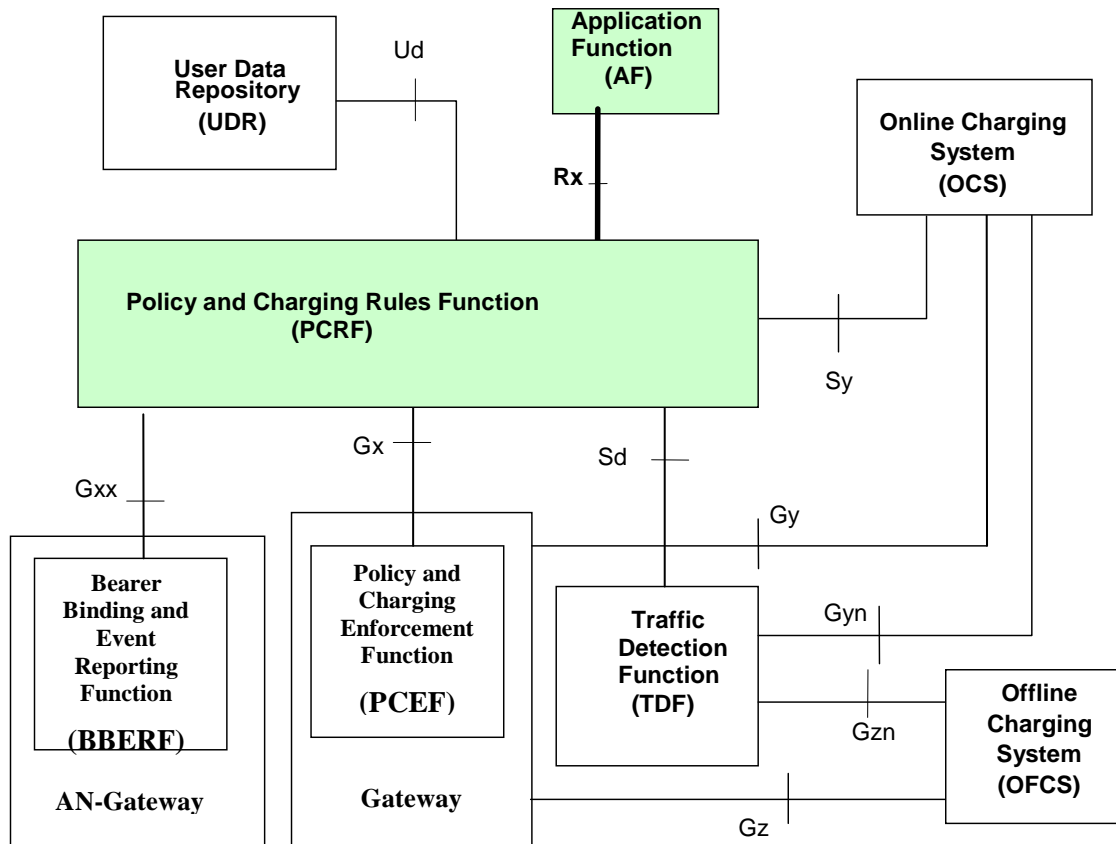 Application
Function
(AF)
Ud
User Data
Repository
(UDR)
Online Charging
System
(OCS)
Rx
Policy and Charging Rules Function
(PCRF)
Sy
Gx
Sd
Gxx
Gy
Bearer
Binding and
Event
Reporting
Function
(BBERF)
AN-Gateway
Policy and
Charging
Enforcement
Function
(PCEF)
Gateway
Traffic
Detection
Function
(TDF)
Gyn
Gzn
Offline
Charging
System
(OFCS)
Gz